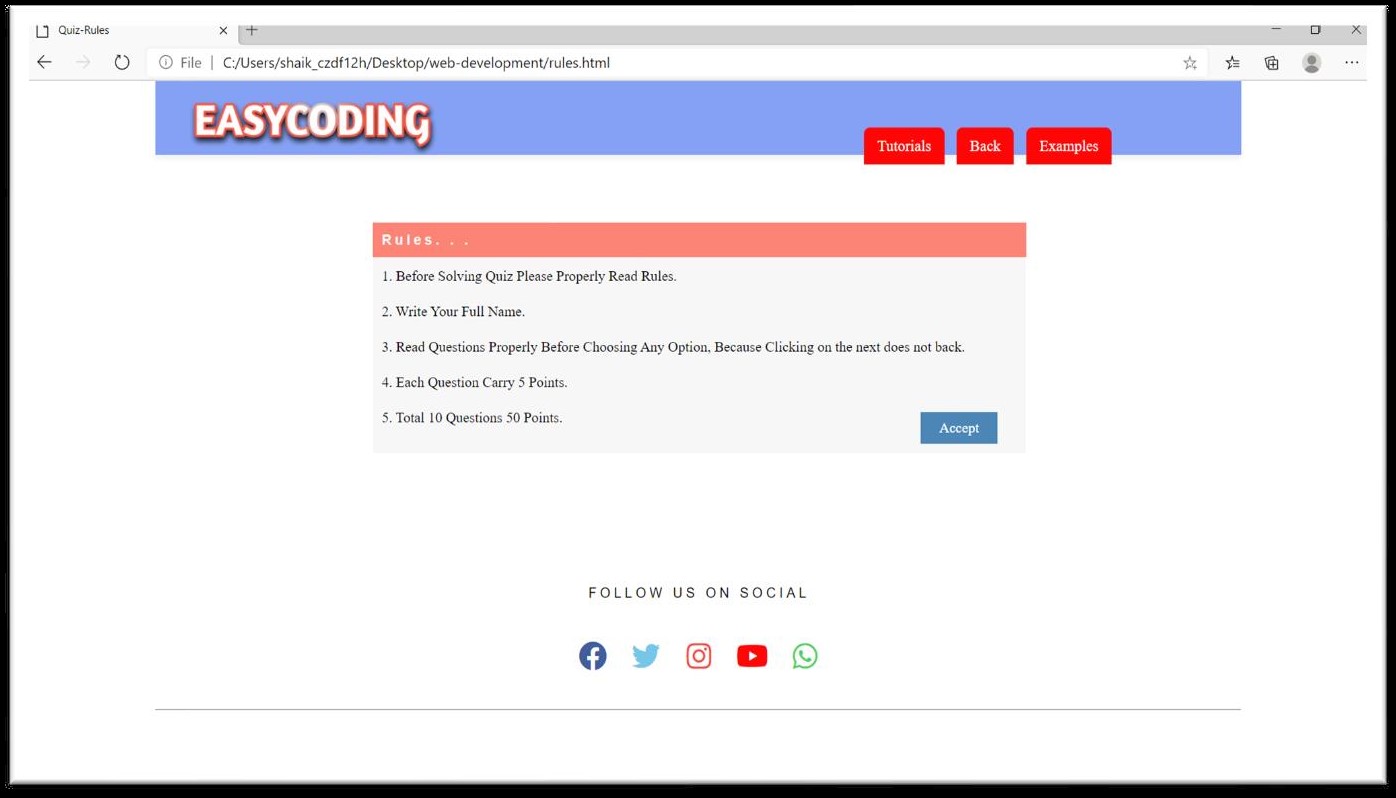 Quiz-Rules
File | C:/Users/shaik_czdf12h/Desktop/web-development/rules.html
EASYCODING
Tutorials Back Examples
Rules. . .
1. Before Solving Quiz Please Properly Read Rules.
2. Write Your Full Name.
3. Read Questions Properly Before Choosing Any Option, Because Clicking on the next does not back.
4. Each Question Carry 5 Points.
5. Total 10 Questions 50 Points.
Accept
FOLLOW US ON SOCIAL